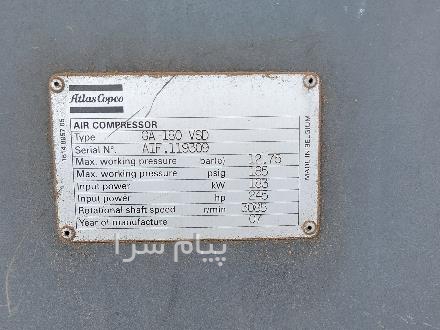 Atlas Copco
AIR COMPRESSOR
Type GA 160 VSD
Serial Nº. AIF.119309
Max. working pressure bar(e) 12.75
Max. working pressure psig 185
Input power kW 183
Input power hp 245
Rotational shaft speed r/min
Year of manufacture 07
MADE IN BELGIUM
پیام سرا